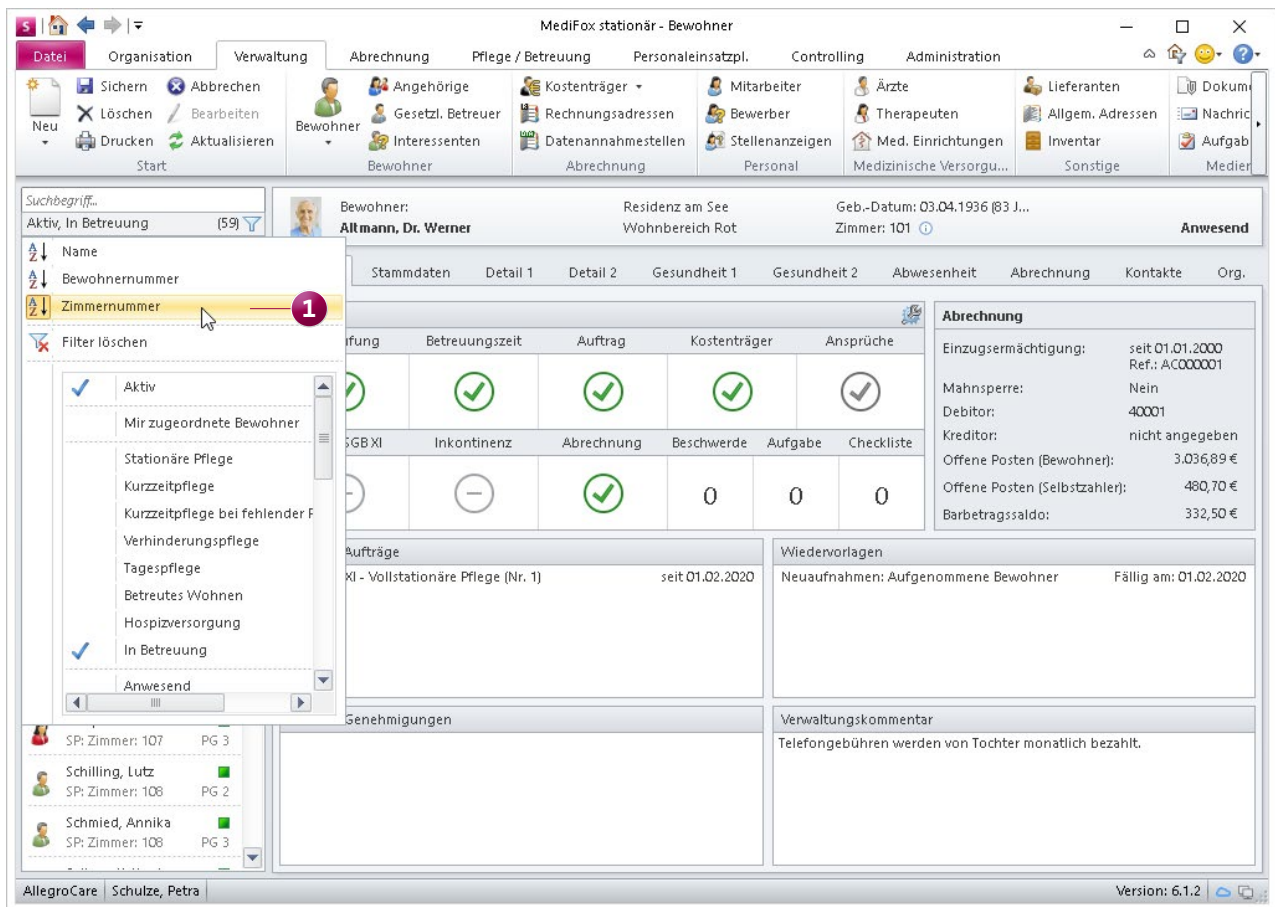 MediFox stationär - Bewohner
Datei Organisation Verwaltung Abrechnung Pflege / Betreuung Personaleinsatzpl. Controlling Administration
Neu
Sichern Abbrechen
Löschen Bearbeiten
Drucken Aktualisieren
Start
Bewohner
Angehörige
Gesetzl. Betreuer
Interessenten
Bewohner
Kostenträger
Rechnungsadressen
Datenannahmestellen
Abrechnung
Mitarbeiter
Bewerber
Stellenanzeigen
Personal
Ärzte
Therapeuten
Med. Einrichtungen
Medizinische Versorgu...
Lieferanten
Allgem. Adressen
Inventar
Sonstige
Dokum
Nachric
Aufgab
Medier
Suchbegriff...
Aktiv, In Betreuung (59)
Name
Bewohnernummer
Zimmernummer
1
Filter löschen
Aktiv
Mir zugeordnete Bewohner
Stationäre Pflege
Kurzzeitpflege
Kurzzeitpflege bei fehlender P
Verhinderungspflege
Tagespflege
Betreutes Wohnen
Hospizversorgung
In Betreuung
Anwesend
SP: Zimmer: 107 PG 3
Schilling, Lutz
SP: Zimmer: 108 PG 2
Schmied, Annika
SP: Zimmer: 108 PG 3
Bewohner: Residenz am See Geb.-Datum: 03.04.1936 (83 J...
Altmann, Dr. Werner Wohnbereich Rot Zimmer: 101 Anwesend
Stammdaten Detail 1 Detail 2 Gesundheit 1 Gesundheit 2 Abwesenheit Abrechnung Kontakte Org.
ufung Betreuungszeit Auftrag Kostenträger Ansprüche
SGB XI Inkontinenz Abrechnung Beschwerde Aufgabe Checkliste
0 0 0
Abrechnung
Einzugsermächtigung: seit 01.01.2000
Ref.: AC000001
Mahnsperre: Nein
Debitor: 40001
Kreditor: nicht angegeben
Offene Posten (Bewohner): 3.036,89 €
Offene Posten (Selbstzahler): 480,70 €
Barbetragssaldo: 332,50 €
Aufträge
XI - Vollstationäre Pflege (Nr. 1) seit 01.02.2020
Wiedervorlagen
Neuaufnahmen: Aufgenommene Bewohner Fällig am: 01.02.2020
Genehmigungen
Verwaltungskommentar
Telefongebühren werden von Tochter monatlich bezahlt.
AllegroCare Schulze, Petra Version: 6.1.2